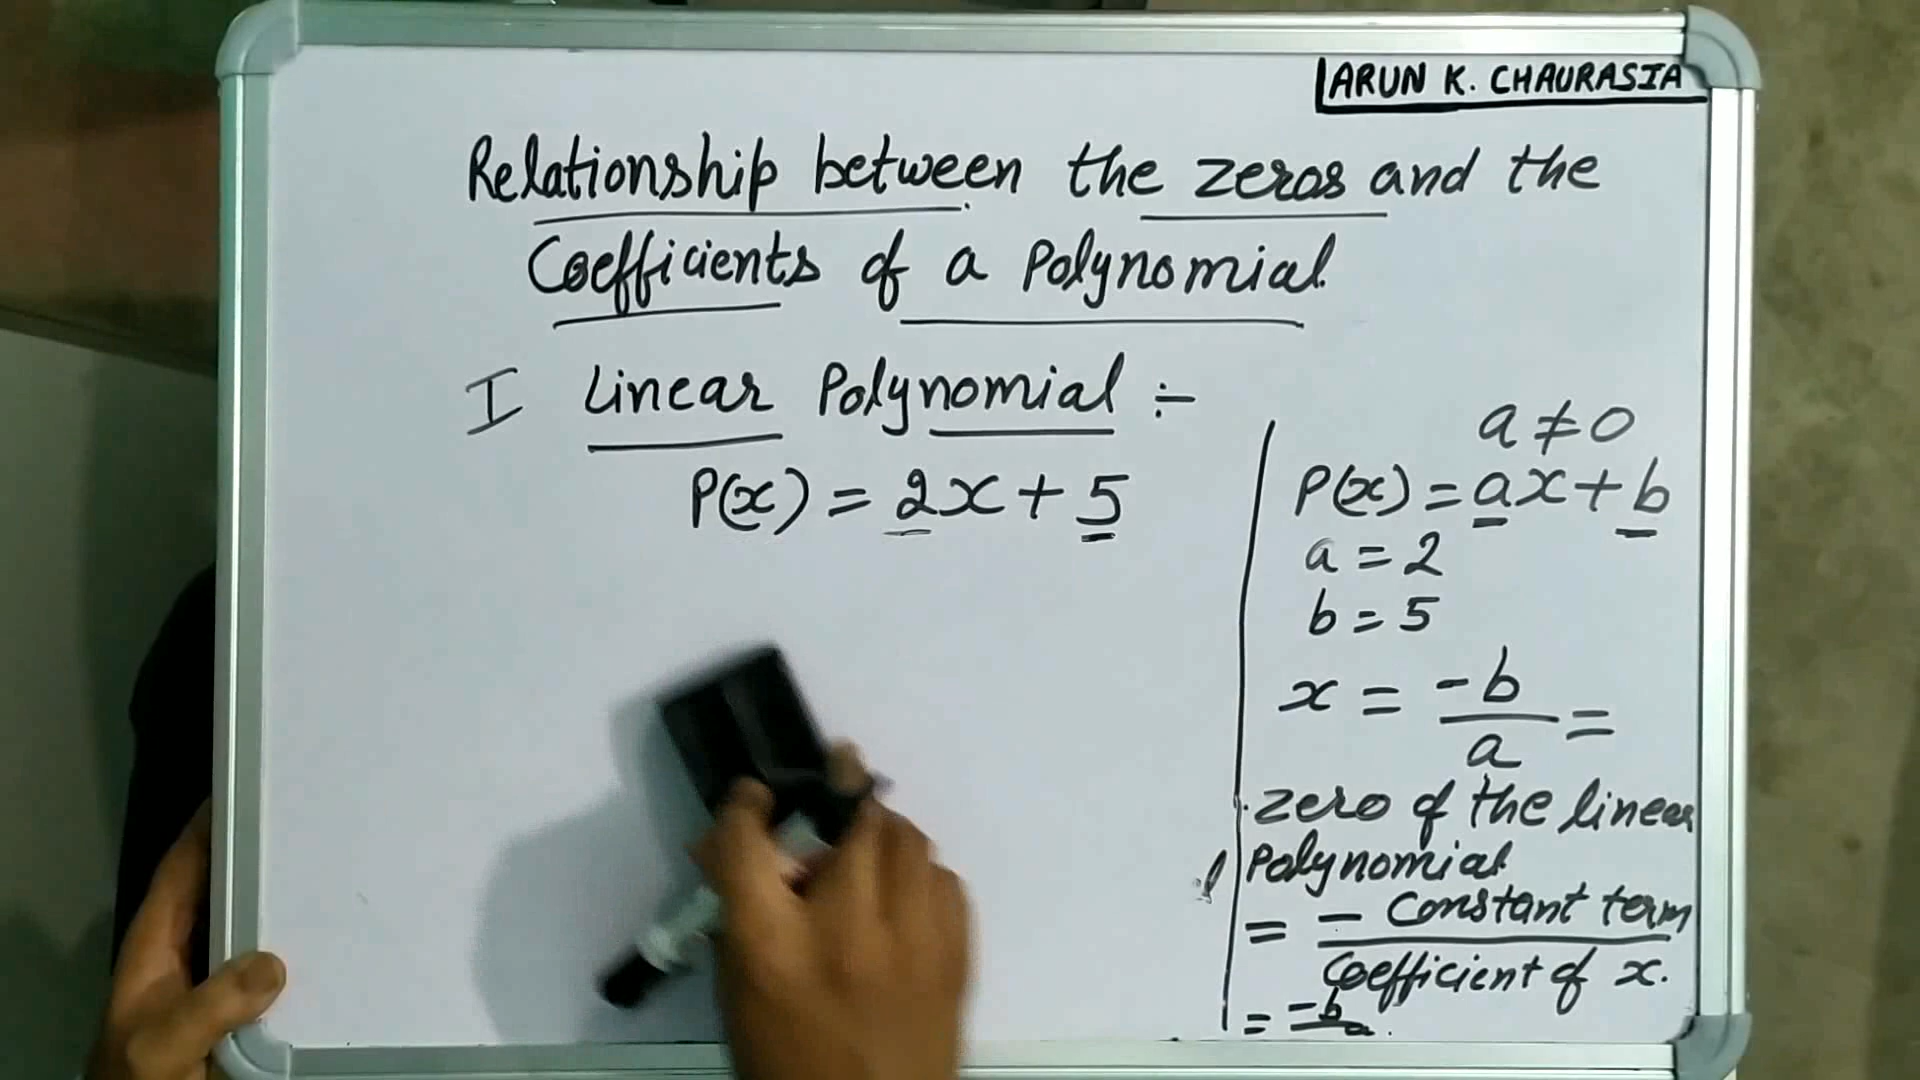 ARUN K. CHAURASIA
Relationship between the zeros and the
Coefficients of a Polynomial.
I Linear Polynomial :-
P(x) = 2x + 5
a ≠ 0
P(x) = ax + b
a = 2
b = 5
x = -b/a =
zero of the linear
Polynomial
= - Constant term
Coefficient of x.
= -b/a.